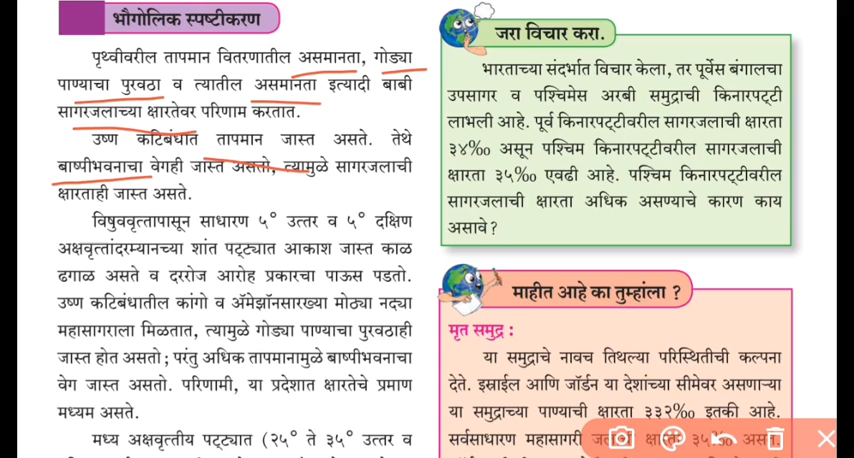 भौगोलिक स्पष्टीकरण
पृथ्वीवरील तापमान वितरणातील असमानता, गोड्या
पाण्याचा पुरवठा व त्यातील असमानता इत्यादी बाबी
सागरजलाच्या क्षारतेवर परिणाम करतात.
उष्ण कटिबंधात तापमान जास्त असते. तेथे
बाष्पीभवनाचा वेगही जास्त असतो, त्यामुळे सागरजलाची
क्षारताही जास्त असते.
विषुववृत्तापासून साधारण ५° उत्तर व ५° दक्षिण
अक्षवृत्तांदरम्यानच्या शांत पट्ट्यात आकाश जास्त काळ
ढगाळ असते व दररोज आरोह प्रकारचा पाऊस पडतो.
उष्ण कटिबंधातील कांगो व ॲमेझॉनसारख्या मोठ्या नद्या
महासागराला मिळतात, त्यामुळे गोड्या पाण्याचा पुरवठाही
जास्त होत असतो; परंतु अधिक तापमानामुळे बाष्पीभवनाचा
वेग जास्त असतो. परिणामी, या प्रदेशात क्षारतेचे प्रमाण
मध्यम असते.
मध्य अक्षवृत्तीय पट्ट्यात (२५° ते ३५° उत्तर व
जरा विचार करा.
भारताच्या संदर्भात विचार केला, तर पूर्वेस बंगालचा
उपसागर व पश्चिमेस अरबी समुद्राची किनारपट्टी
लाभली आहे. पूर्व किनारपट्टीवरील सागरजलाची क्षारता
३४‰ असून पश्चिम किनारपट्टीवरील सागरजलाची
क्षारता ३५‰ एवढी आहे. पश्चिम किनारपट्टीवरील
सागरजलाची क्षारता अधिक असण्याचे कारण काय
असावे?
माहीत आहे का तुम्हांला ?
मृत समुद्र :
या समुद्राचे नावच तिथल्या परिस्थितीची कल्पना
देते. इस्राईल आणि जॉर्डन या देशांच्या सीमेवर असणाऱ्या
या समुद्राच्या पाण्याची क्षारता ३३२‰ इतकी आहे.
सर्वसाधारण महासागरी क्षारता ३५‰ असते.